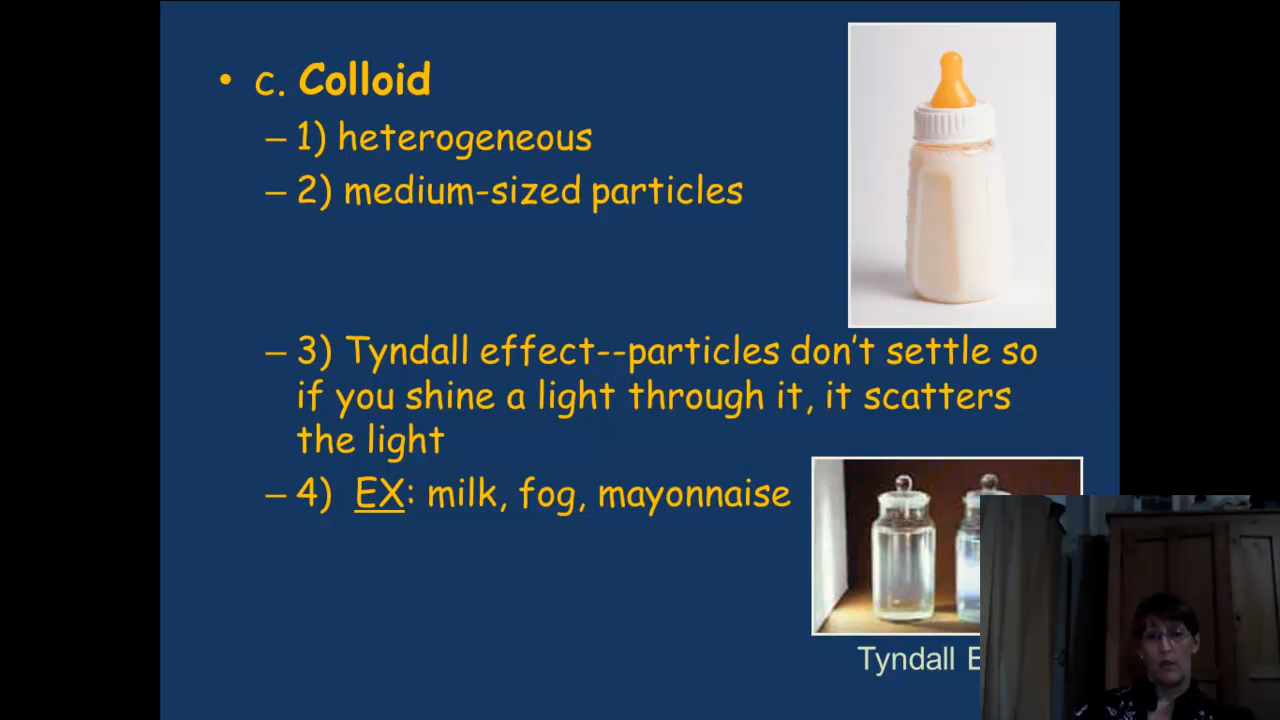 • c. Colloid
– 1) heterogeneous
– 2) medium-sized particles
– 3) Tyndall effect--particles don't settle so
if you shine a light through it, it scatters
the light
– 4) EX: milk, fog, mayonnaise
Tyndall